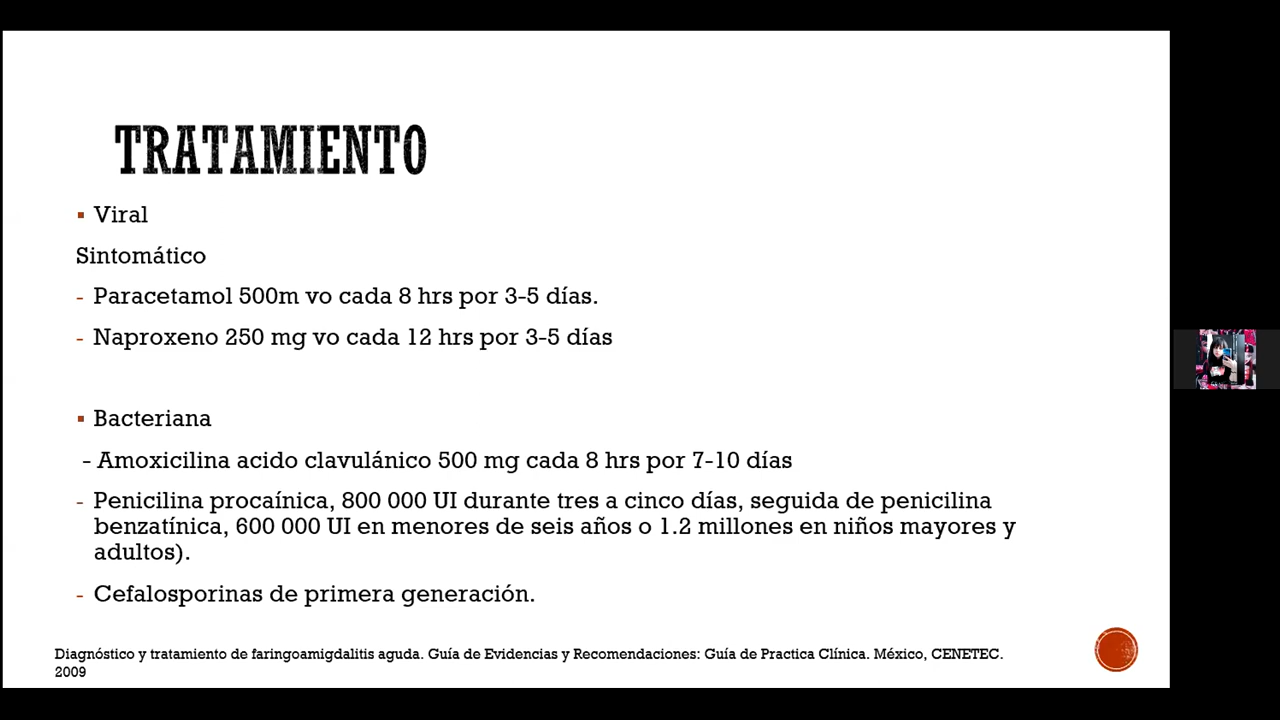 TRATAMIENTO
Viral
Sintomático
- Paracetamol 500m vo cada 8 hrs por 3-5 días.
- Naproxeno 250 mg vo cada 12 hrs por 3-5 días
Bacteriana
- Amoxicilina acido clavulánico 500 mg cada 8 hrs por 7-10 días
- Penicilina procaínica, 800 000 UI durante tres a cinco días, seguida de penicilina
benzatínica, 600 000 UI en menores de seis años o 1.2 millones en niños mayores y
adultos).
- Cefalosporinas de primera generación.
Diagnóstico y tratamiento de faringoamigdalitis aguda. Guía de Evidencias y Recomendaciones: Guía de Practica Clínica. México, CENETEC.
2009